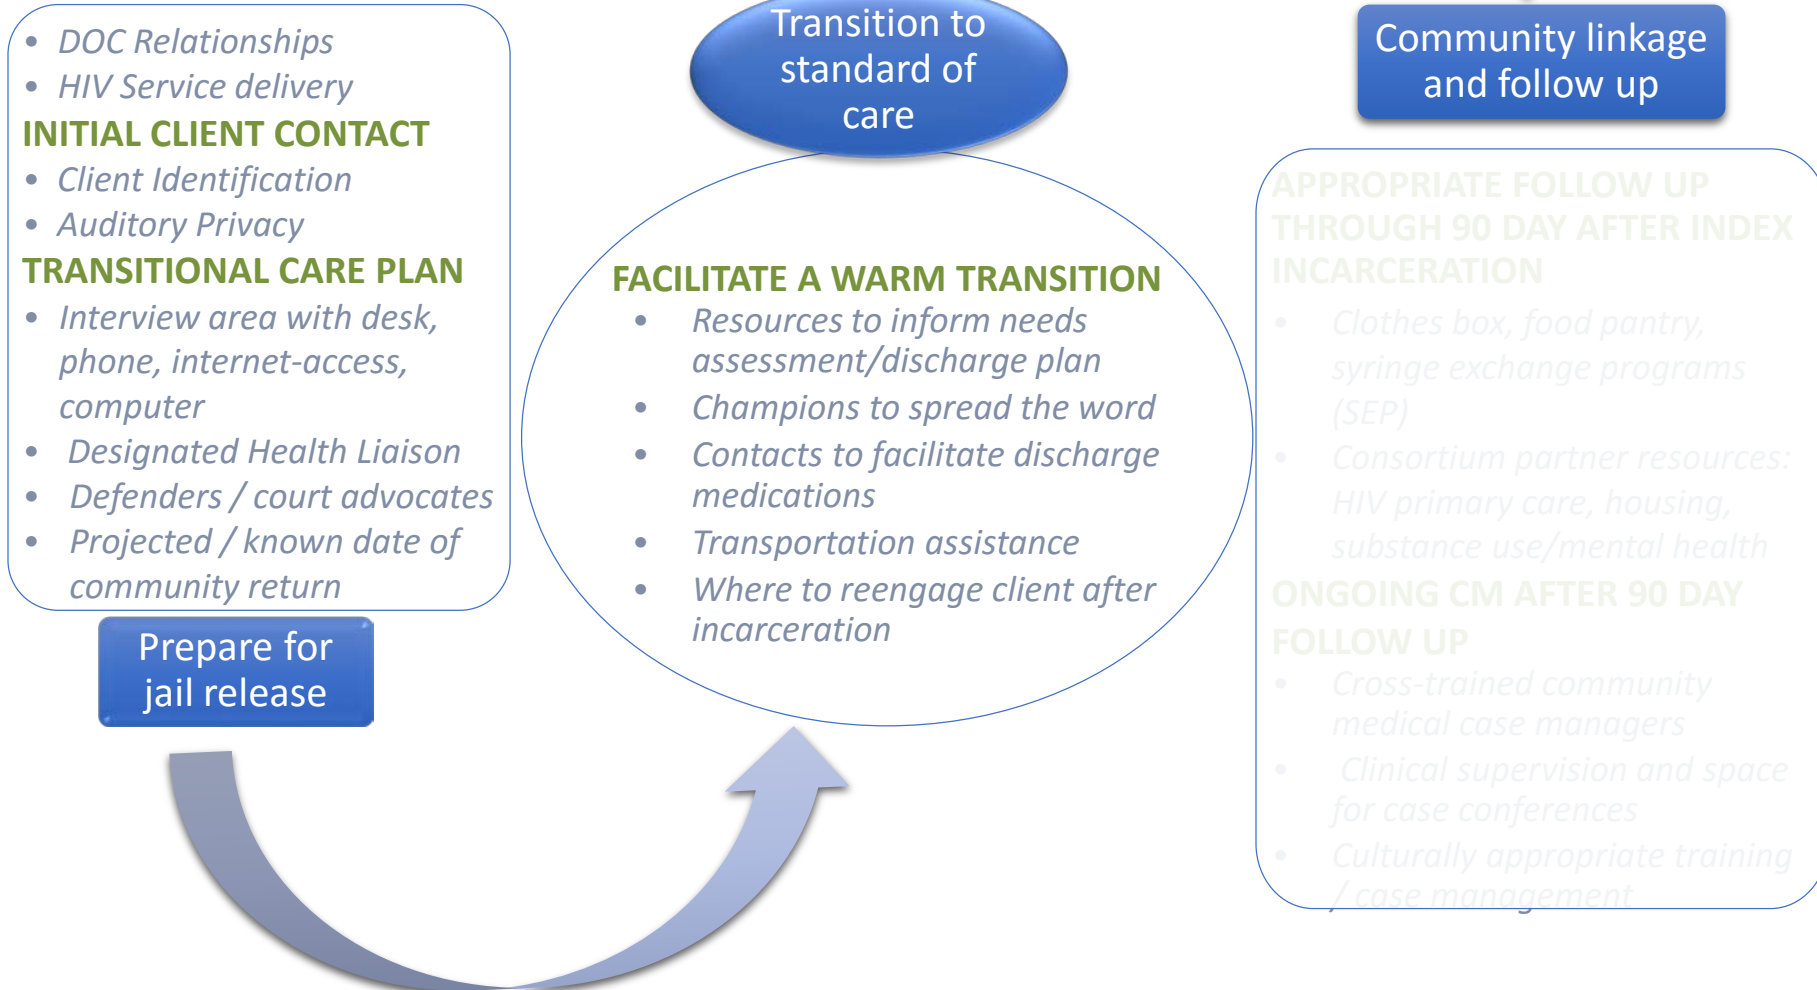 • DOC Relationships
• HIV Service delivery
INITIAL CLIENT CONTACT
• Client Identification
• Auditory Privacy
TRANSITIONAL CARE PLAN
• Interview area with desk,
phone, internet-access,
computer
• Designated Health Liaison
• Defenders / court advocates
• Projected / known date of
community return
Prepare for
jail release
Transition to
standard of
care
FACILITATE A WARM TRANSITION
• Resources to inform needs
assessment/discharge plan
• Champions to spread the word
• Contacts to facilitate discharge
medications
• Transportation assistance
• Where to reengage client after
incarceration
Community linkage
and follow up
APPROPRIATE FOLLOW UP
THROUGH 90 DAY AFTER INDEX
INCARCERATION
• Clothes box, food pantry,
syringe exchange programs
(SEP)
• Consortium partner resources:
HIV primary care, housing,
substance use/mental health
ONGOING CM AFTER 90 DAY
FOLLOW UP
• Cross-trained community
medical case managers
• Clinical supervision and space
for case conferences
• Culturally appropriate training
/ case management